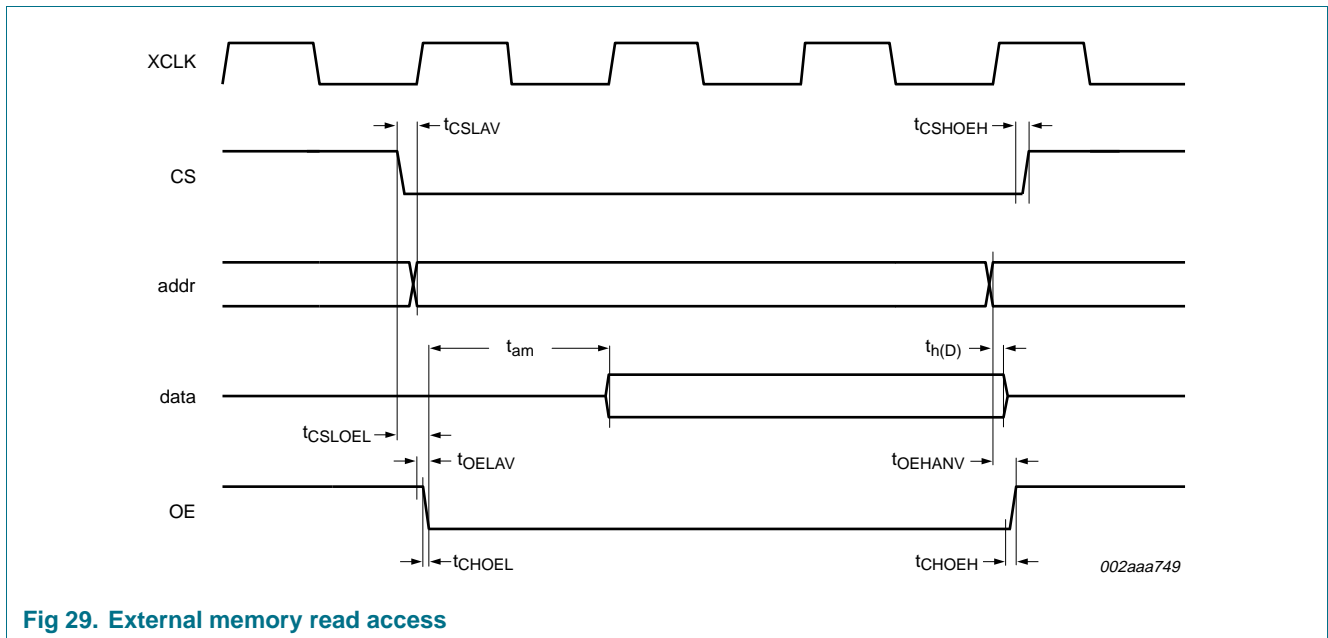 XCLK
tCSLAV
tCSHOEH
CS
addr
tam
th(D)
data
tCSLOEL
tOELAV
tOEHANV
OE
tCHOEL
tCHOEH
002aaa749
Fig 29. External memory read access